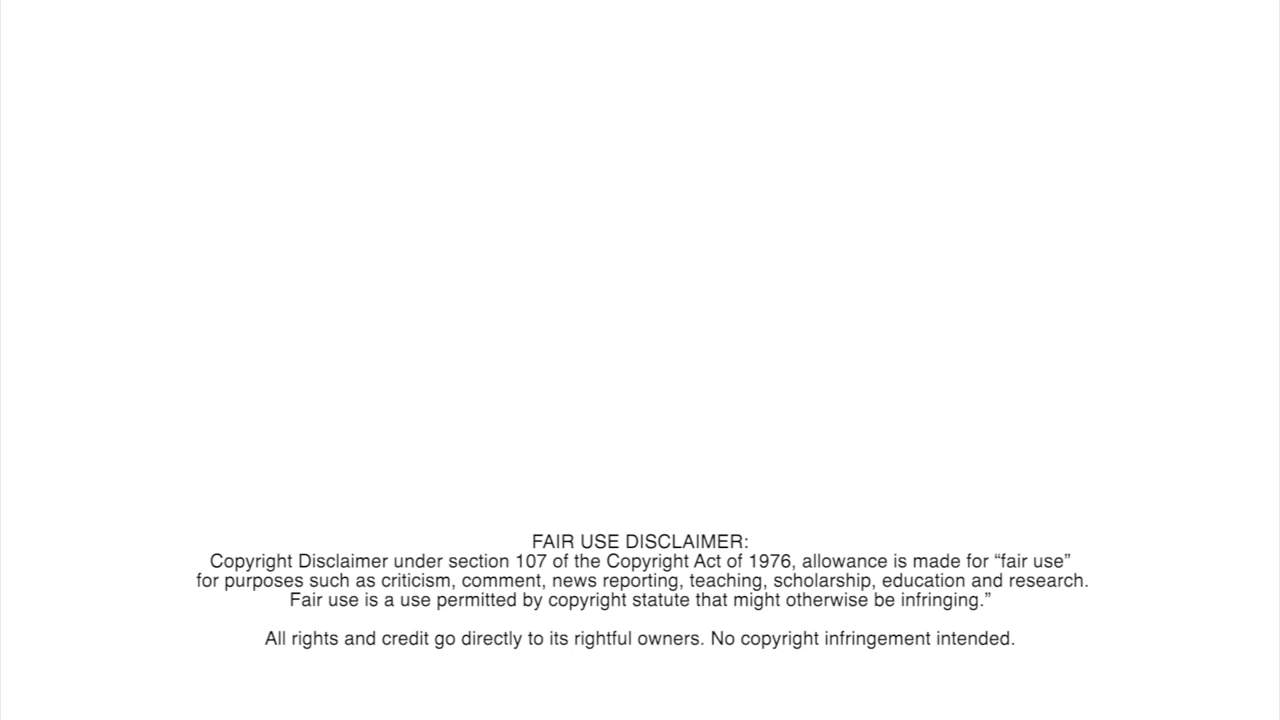 FAIR USE DISCLAIMER:
Copyright Disclaimer under section 107 of the Copyright Act of 1976, allowance is made for “fair use”
for purposes such as criticism, comment, news reporting, teaching, scholarship, education and research.
Fair use is a use permitted by copyright statute that might otherwise be infringing.”
All rights and credit go directly to its rightful owners. No copyright infringement intended.